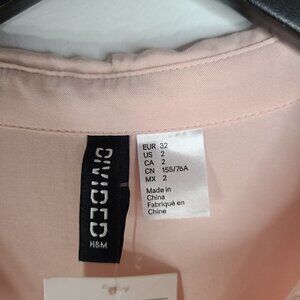 DIVIDED
H&M
EUR 32
US 2
CA 2
CN 155/76A
MX 2
Made in
China
Fabriqué en
Chine